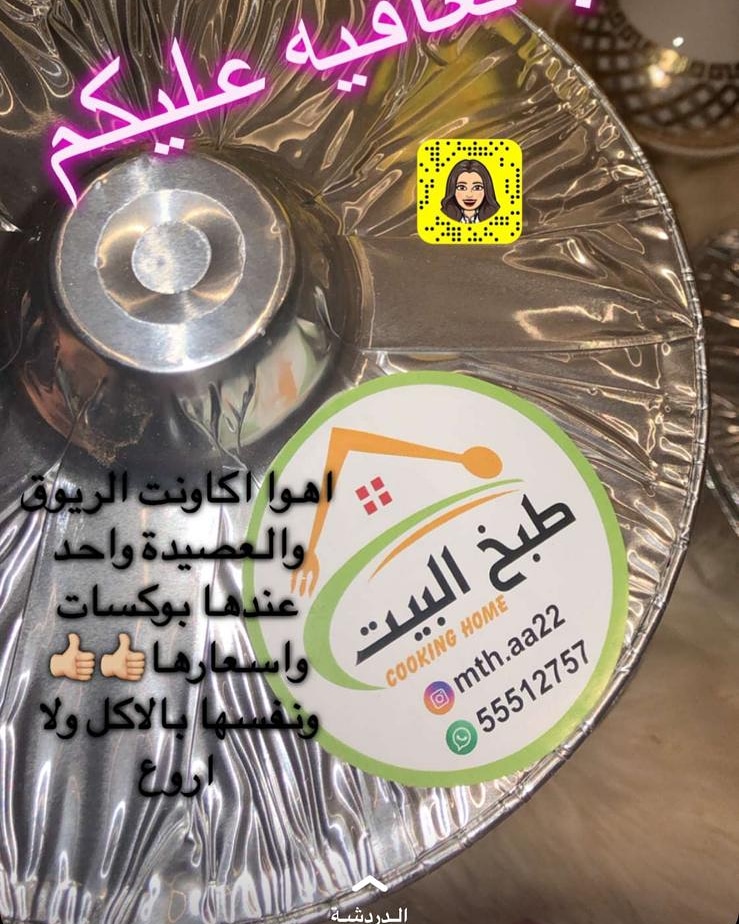 بالعافيه عليكم
اهوا اكاونت الريوق
والعصيدة واحد
عندها بوكسات
واسعارها👍🏼👍🏼
ونفسها بالاكل ولا
اروع
طبخ البيت
COOKING HOME
mth.aa22
55512757
الدردشة